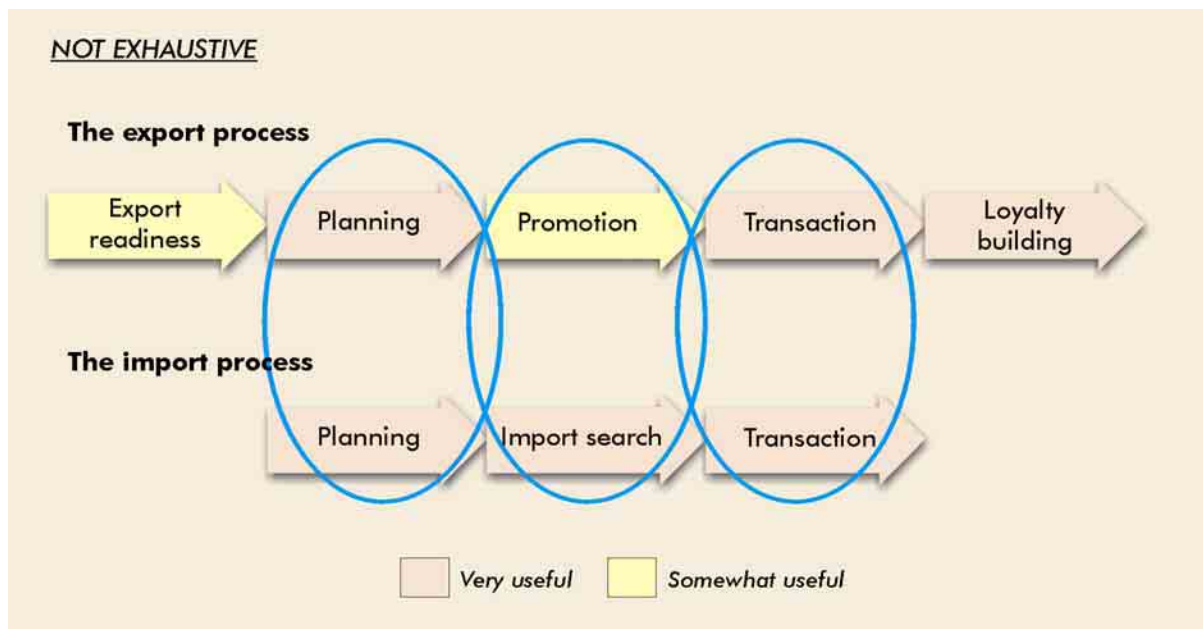 NOT EXHAUSTIVE
The export process
Export
readiness
Planning
Promotion
Transaction
Loyalty
building
The import process
Planning
Import search
Transaction
Very useful
Somewhat useful